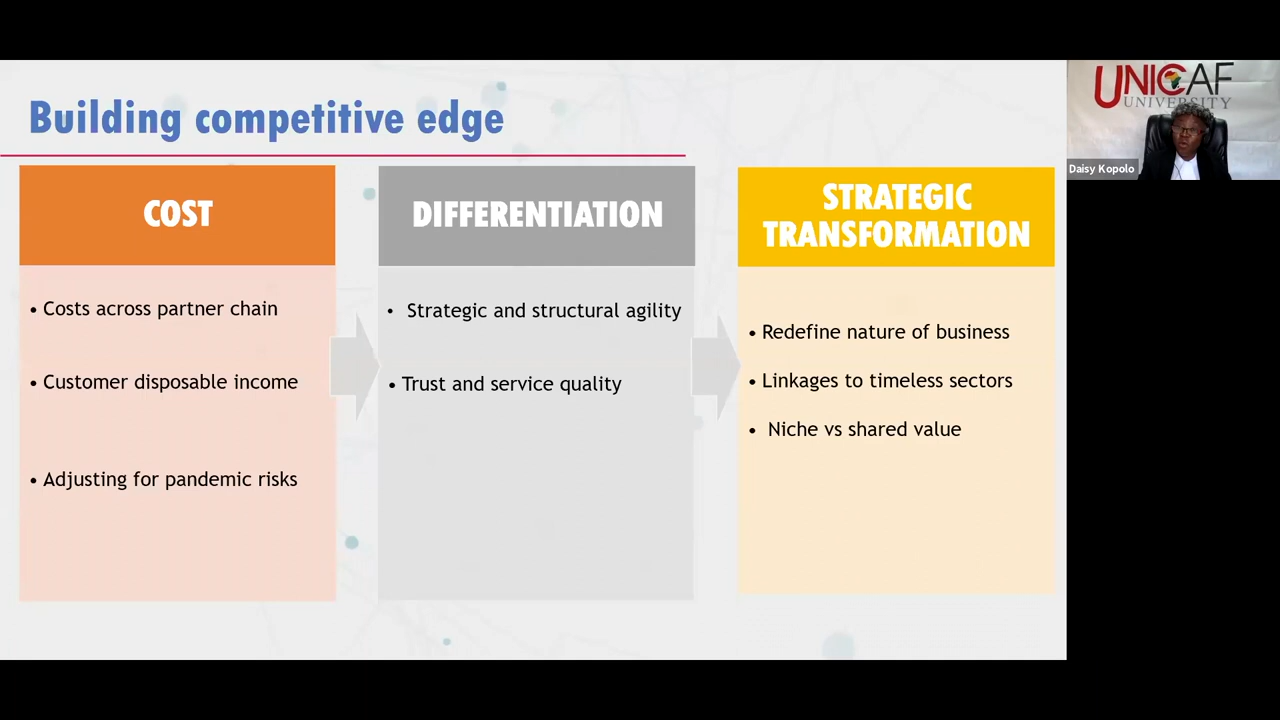 Building competitive edge
COST
• Costs across partner chain
• Customer disposable income
• Adjusting for pandemic risks
DIFFERENTIATION
• Strategic and structural agility
• Trust and service quality
STRATEGIC
TRANSFORMATION
• Redefine nature of business
• Linkages to timeless sectors
• Niche vs shared value
UNICAF
UNIVERSITY
Daisy Kopolo